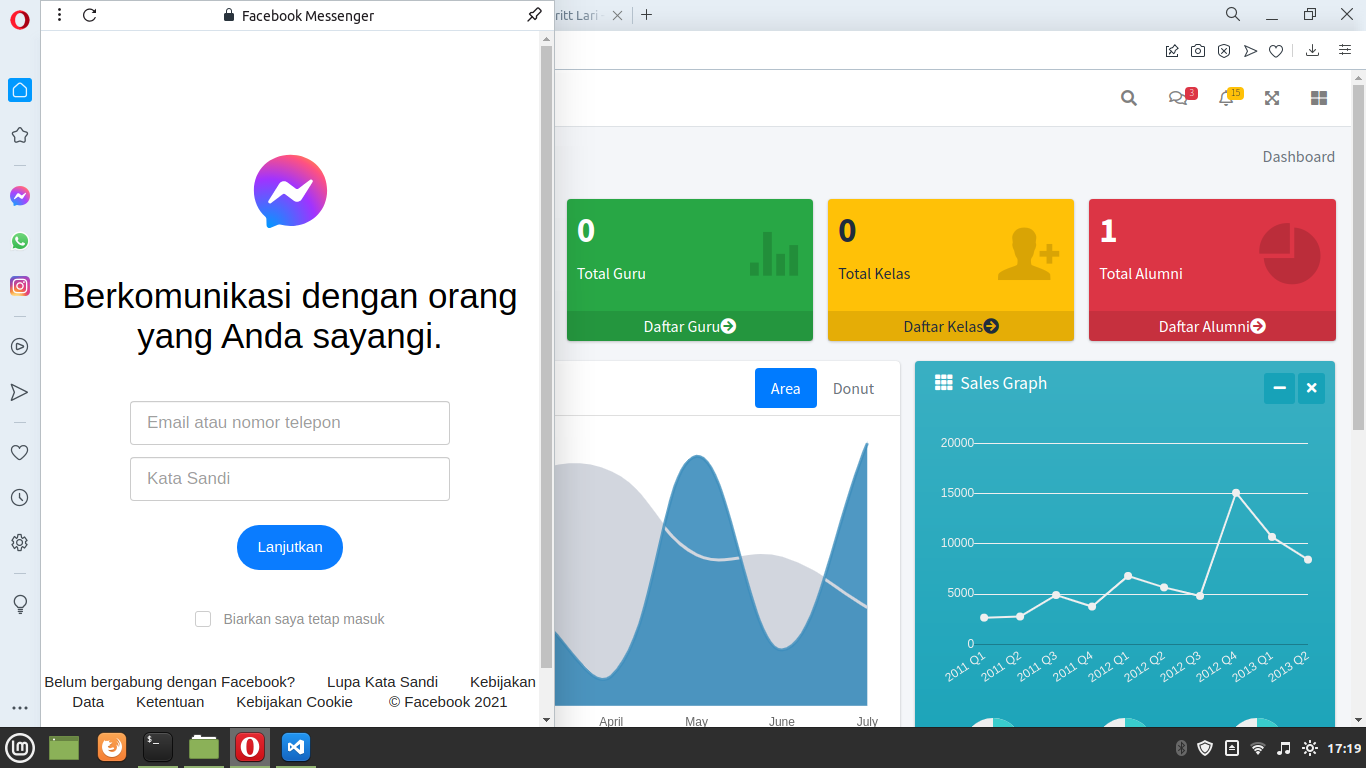 Facebook Messenger
Berkomunikasi dengan orang
yang Anda sayangi.
Email atau nomor telepon
Kata Sandi
Lanjutkan
Biarkan saya tetap masuk
Belum bergabung dengan Facebook? Lupa Kata Sandi Kebijakan
Data Ketentuan Kebijakan Cookie © Facebook 2021
ritt Lari
3
15
Dashboard
0
Total Guru
Daftar Guru
0
Total Kelas
Daftar Kelas
1
Total Alumni
Daftar Alumni
Area Donut
April May June July
Sales Graph
20000
15000
10000
5000
0
2011 Q1 2011 Q2 2011 Q3 2011 Q4 2012 Q1 2012 Q2 2012 Q3 2012 Q4 2013 Q1 2013 Q2
17:19